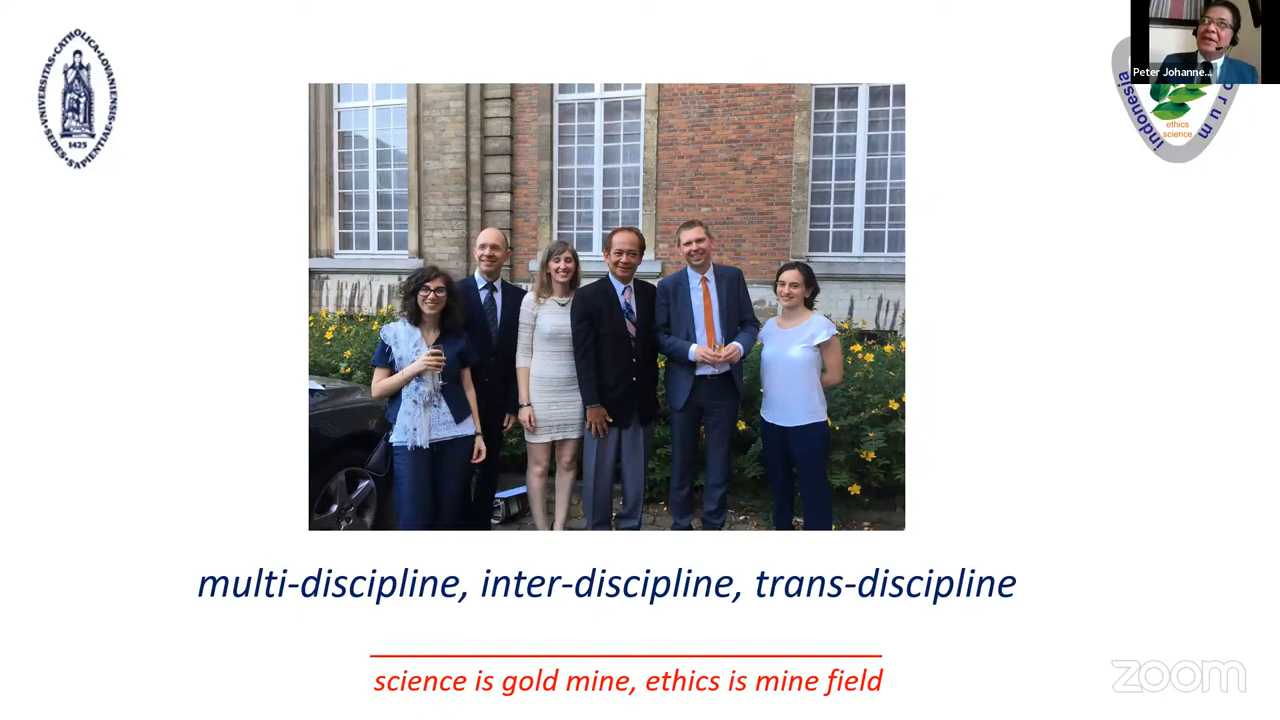 UNIVERSITAS·CATHOLICA·LOVANIENSIS·
SEDES SAPIENTIAE
1425
Peter Johanne...
indonesia
orum
ethics
science
multi-discipline, inter-discipline, trans-discipline
science is gold mine, ethics is mine field
zoom